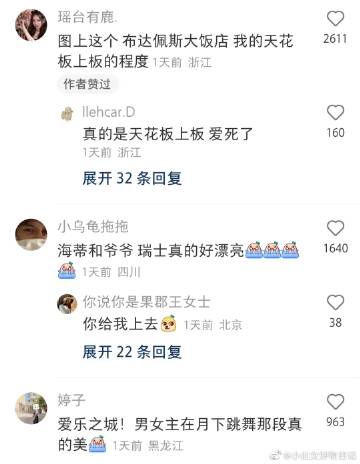 瑶台有鹿.
图上这个 布达佩斯大饭店 我的天花
2611
板上板的程度 1天前 浙江
作者赞过
llehcar.D
真的是天花板上板 爱死了
160
1天前 浙江
展开 32 条回复
小乌龟拖拖
海蒂和爷爷 瑞士真的好漂亮
1640
1天前 四川
你说你是果郡王女士
你给我上去 1天前 北京
38
展开 22 条回复
婷子
爱乐之城！男女主在月下跳舞那段真
963
的美 1天前 黑龙江